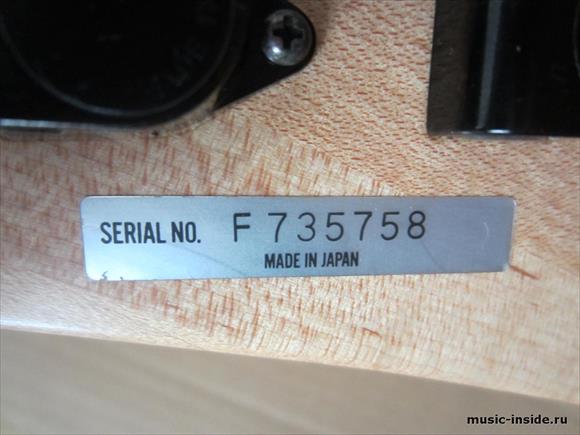 SERIAL NO. F 735758
MADE IN JAPAN
music-inside.ru